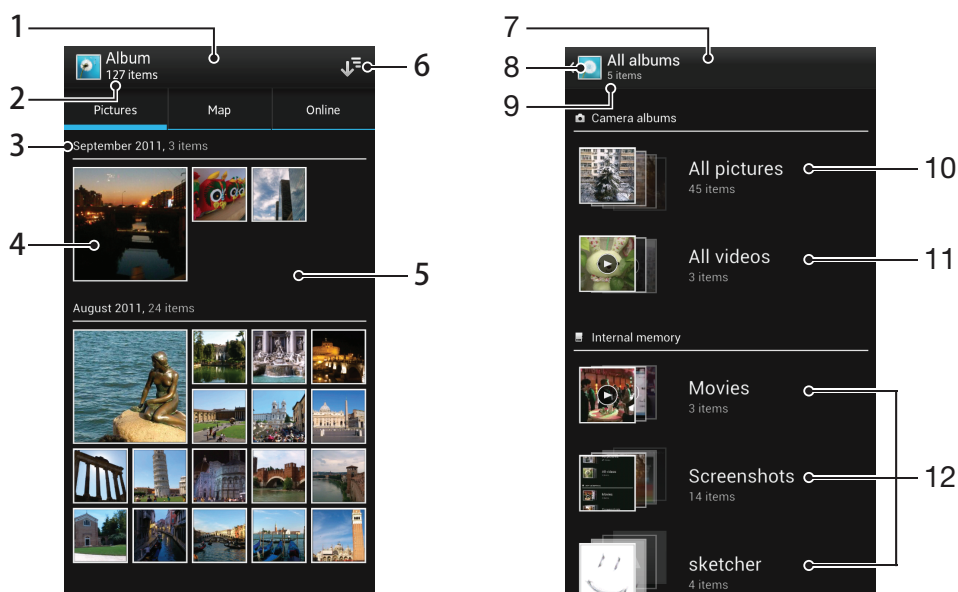 1
Album
127 items
6
2
Pictures
Map
Online
3
September 2011, 3 items
4
5
August 2011, 24 items
7
All albums
8
5 items
9
Camera albums
All pictures
10
45 items
All videos
11
3 items
Internal memory
Movies
3 items
Screenshots
12
14 items
sketcher
4 items